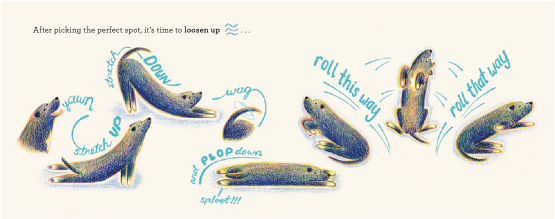 After picking the perfect spot, it's time to loosen up ...
yawn
stretch UP
stretch DOWN
wag
and PLOP down
sploot!!!
roll this way
roll that way